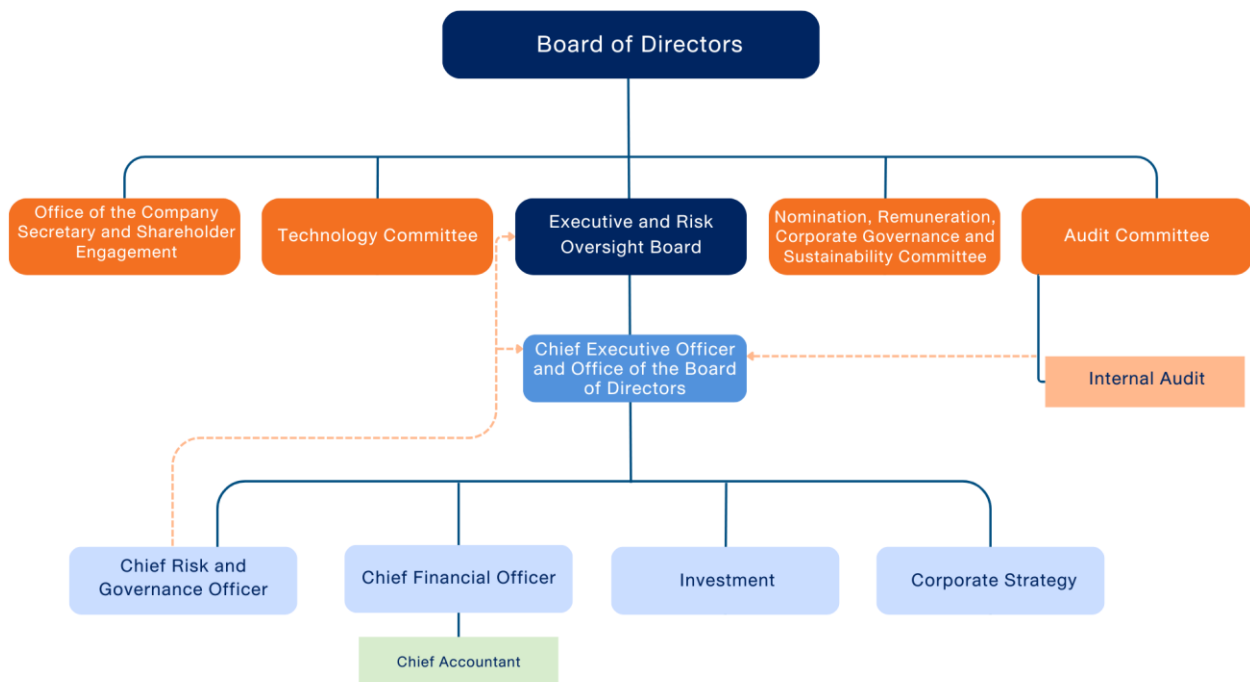 Board of Directors
Office of the Company
Secretary and Shareholder
Engagement
Technology Committee
Executive and Risk
Oversight Board
Nomination, Remuneration,
Corporate Governance and
Sustainability Committee
Audit Committee
Chief Executive Officer
and Office of the Board
of Directors
Internal Audit
Chief Risk and
Governance Officer
Chief Financial Officer
Investment
Corporate Strategy
Chief Accountant